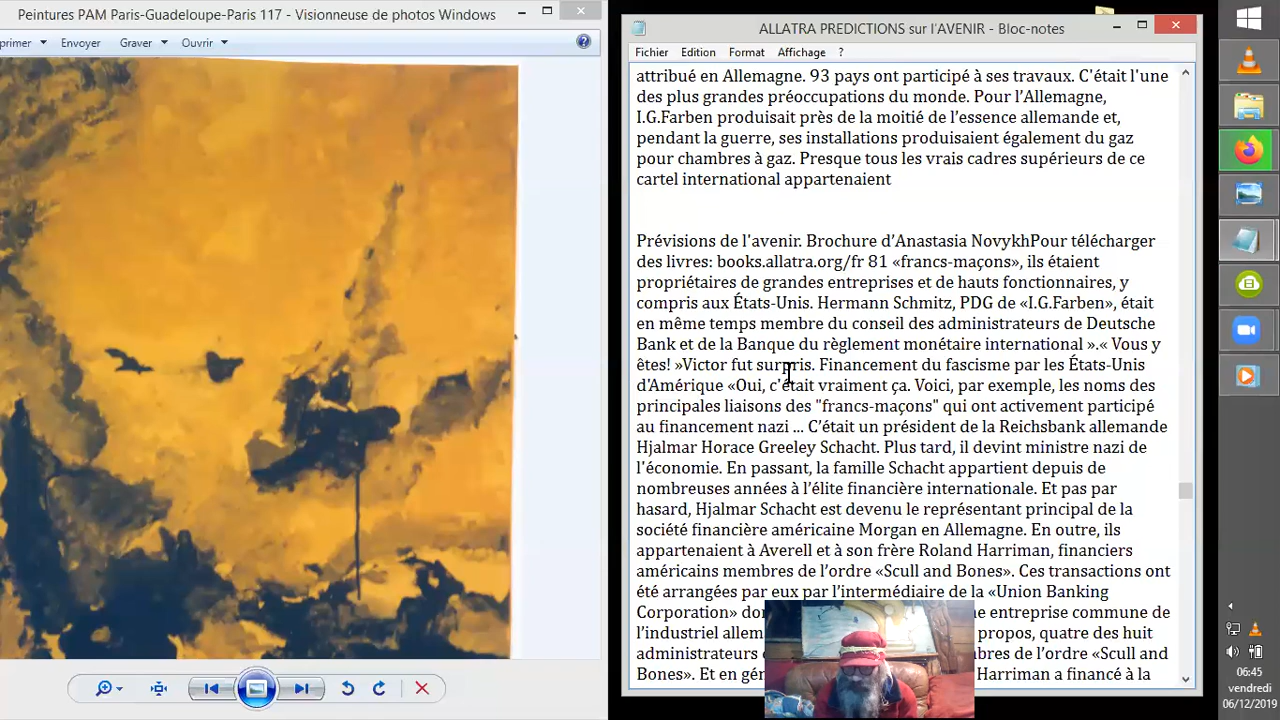 Peintures PAM Paris-Guadeloupe-Paris 117 - Visionneuse de photos Windows
primer
Envoyer
Graver
Ouvrir
ALLATRA PREDICTIONS sur l'AVENIR - Bloc-notes
Fichier
Edition
Format
Affichage
?
attribué en Allemagne. 93 pays ont participé à ses travaux. C'était l'une
des plus grandes préoccupations du monde. Pour l’Allemagne,
I.G.Farben produisait près de la moitié de l’essence allemande et,
pendant la guerre, ses installations produisaient également du gaz
pour chambres à gaz. Presque tous les vrais cadres supérieurs de ce
cartel international appartenaient
Prévisions de l'avenir. Brochure d’Anastasia NovykhPour télécharger
des livres: books.allatra.org/fr 81 «francs-maçons», ils étaient
propriétaires de grandes entreprises et de hauts fonctionnaires, y
compris aux États-Unis. Hermann Schmitz, PDG de «I.G.Farben», était
en même temps membre du conseil des administrateurs de Deutsche
Bank et de la Banque du règlement monétaire international ».« Vous y
êtes! »Victor fut surpris. Financement du fascisme par les États-Unis
d'Amérique «Oui, c'était vraiment ça. Voici, par exemple, les noms des
principales liaisons des "francs-maçons" qui ont activement participé
au financement nazi ... C’était un président de la Reichsbank allemande
Hjalmar Horace Greeley Schacht. Plus tard, il devint ministre nazi de
l’économie. En passant, la famille Schacht appartient depuis de
nombreuses années à l’élite financière internationale. Et pas par
hasard, Hjalmar Schacht est devenu le représentant principal de la
société financière américaine Morgan en Allemagne. En outre, ils
appartenaient à Averell et à son frère Roland Harriman, financiers
américains membres de l’ordre «Scull and Bones». Ces transactions ont
été arrangées par eux par l’intermédiaire de la «Union Banking
Corporation» entreprise commune de
l’industriel propos, quatre des huit
administrateurs de l’ordre «Scull and
Bones». Et en Harriman a financé à la
06:45
vendredi
06/12/2019